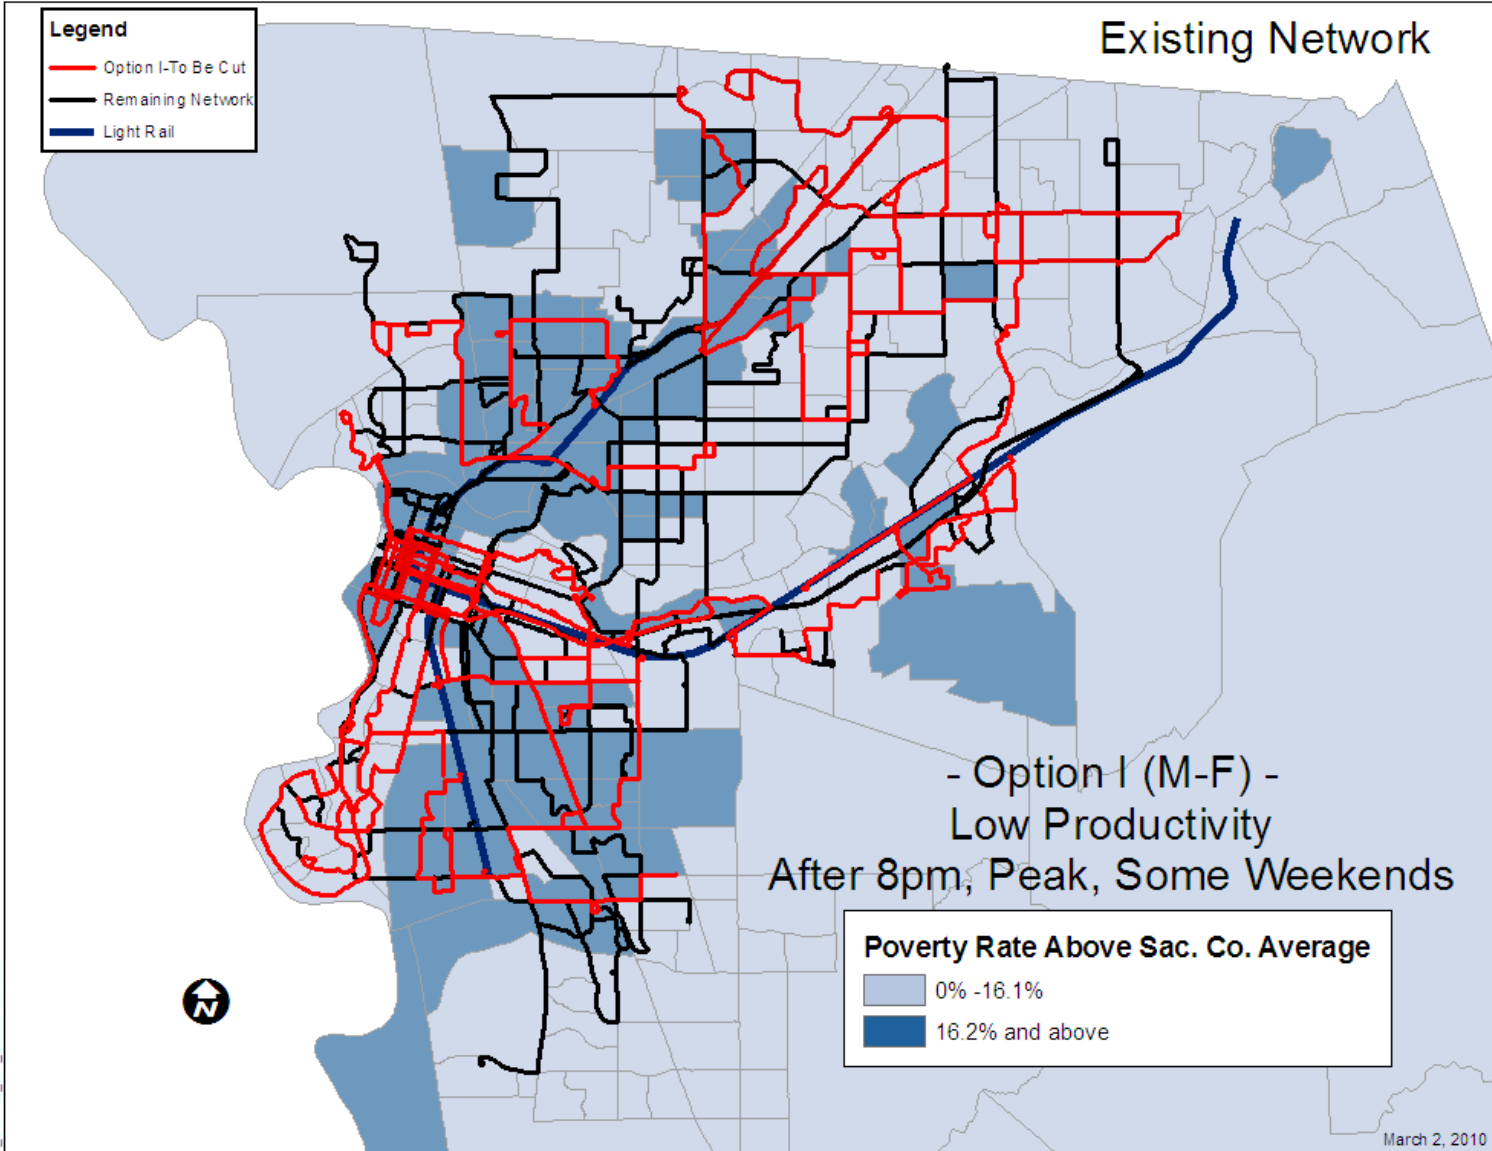 Legend
Option I-To Be Cut
Remaining Network
Light Rail
Existing Network
- Option I (M-F) -
Low Productivity
After 8pm, Peak, Some Weekends
Poverty Rate Above Sac. Co. Average
0% -16.1%
16.2% and above
N
March 2, 2010